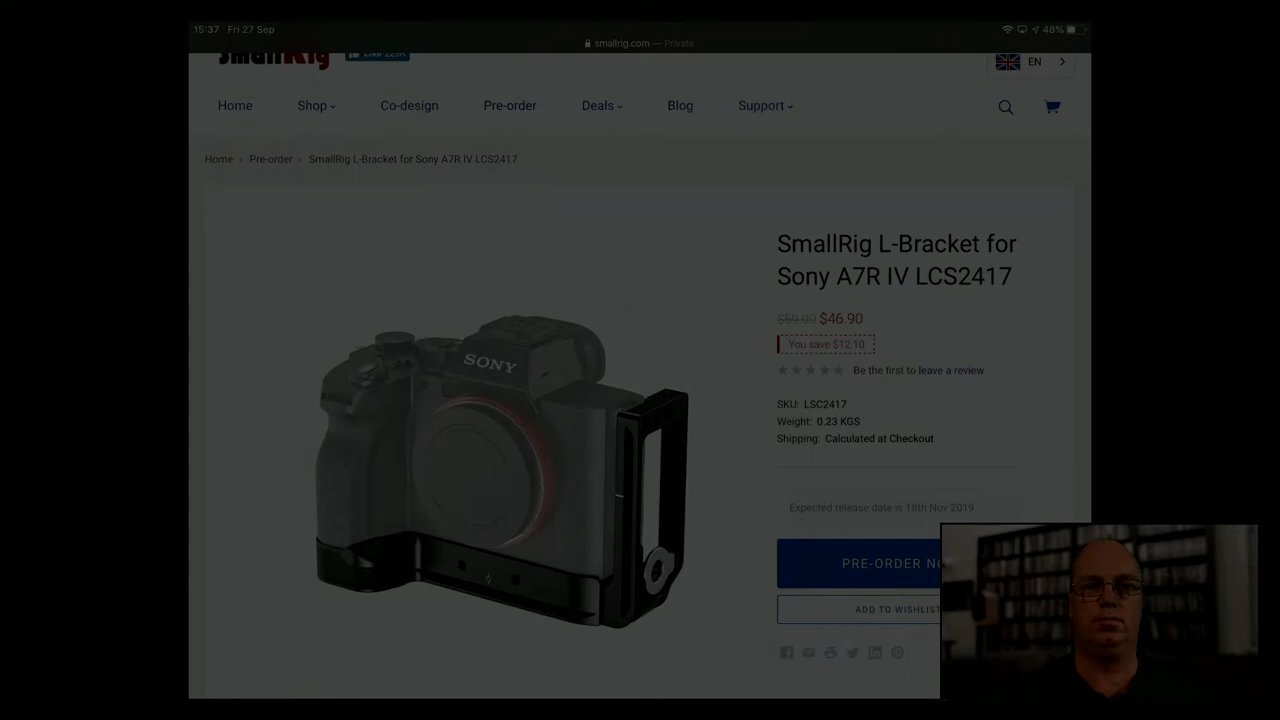 15:37 Fri 27 Sep
48%
smallrig.com — Private
SmallRig
Like 229K
EN
Home Shop Co-design Pre-order Deals Blog Support
Home › Pre-order › SmallRig L-Bracket for Sony A7R IV LCS2417
SONY
SmallRig L-Bracket for
Sony A7R IV LCS2417
$59.00 $46.90
You save $12.10
Be the first to leave a review
SKU: LSC2417
Weight: 0.23 KGS
Shipping: Calculated at Checkout
Expected release date is 18th Nov 2019
PRE-ORDER NO
ADD TO WISHLIST